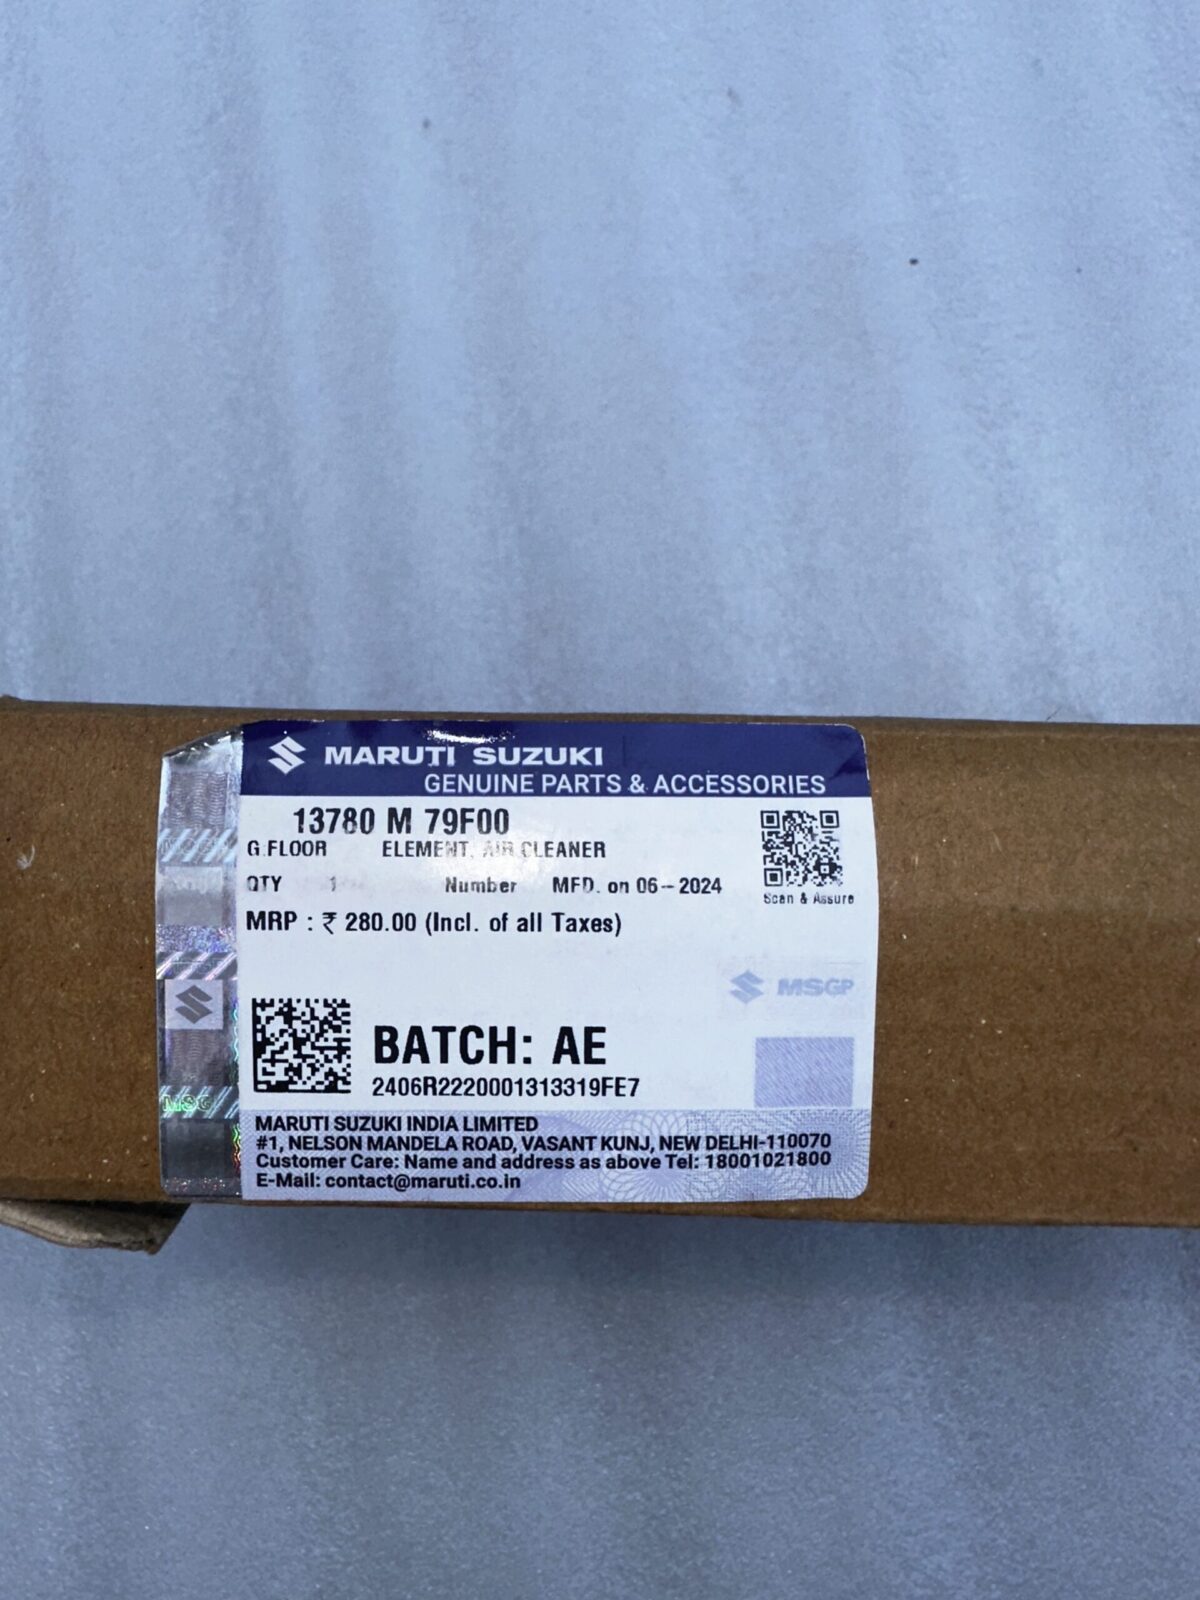 MARUTI SUZUKI
GENUINE PARTS & ACCESSORIES
13780 M 79F00
G.FLOOR ELEMENT, AIR CLEANER
QTY 1 Number MFD. on 06-2024
Scan & Assure
MRP : ₹ 280.00 (Incl. of all Taxes)
MSGP
BATCH: AE
2406R2220001313319FE7
MARUTI SUZUKI INDIA LIMITED
#1, NELSON MANDELA ROAD, VASANT KUNJ, NEW DELHI-110070
Customer Care: Name and address as above Tel: 18001021800
E-Mail: contact@maruti.co.in